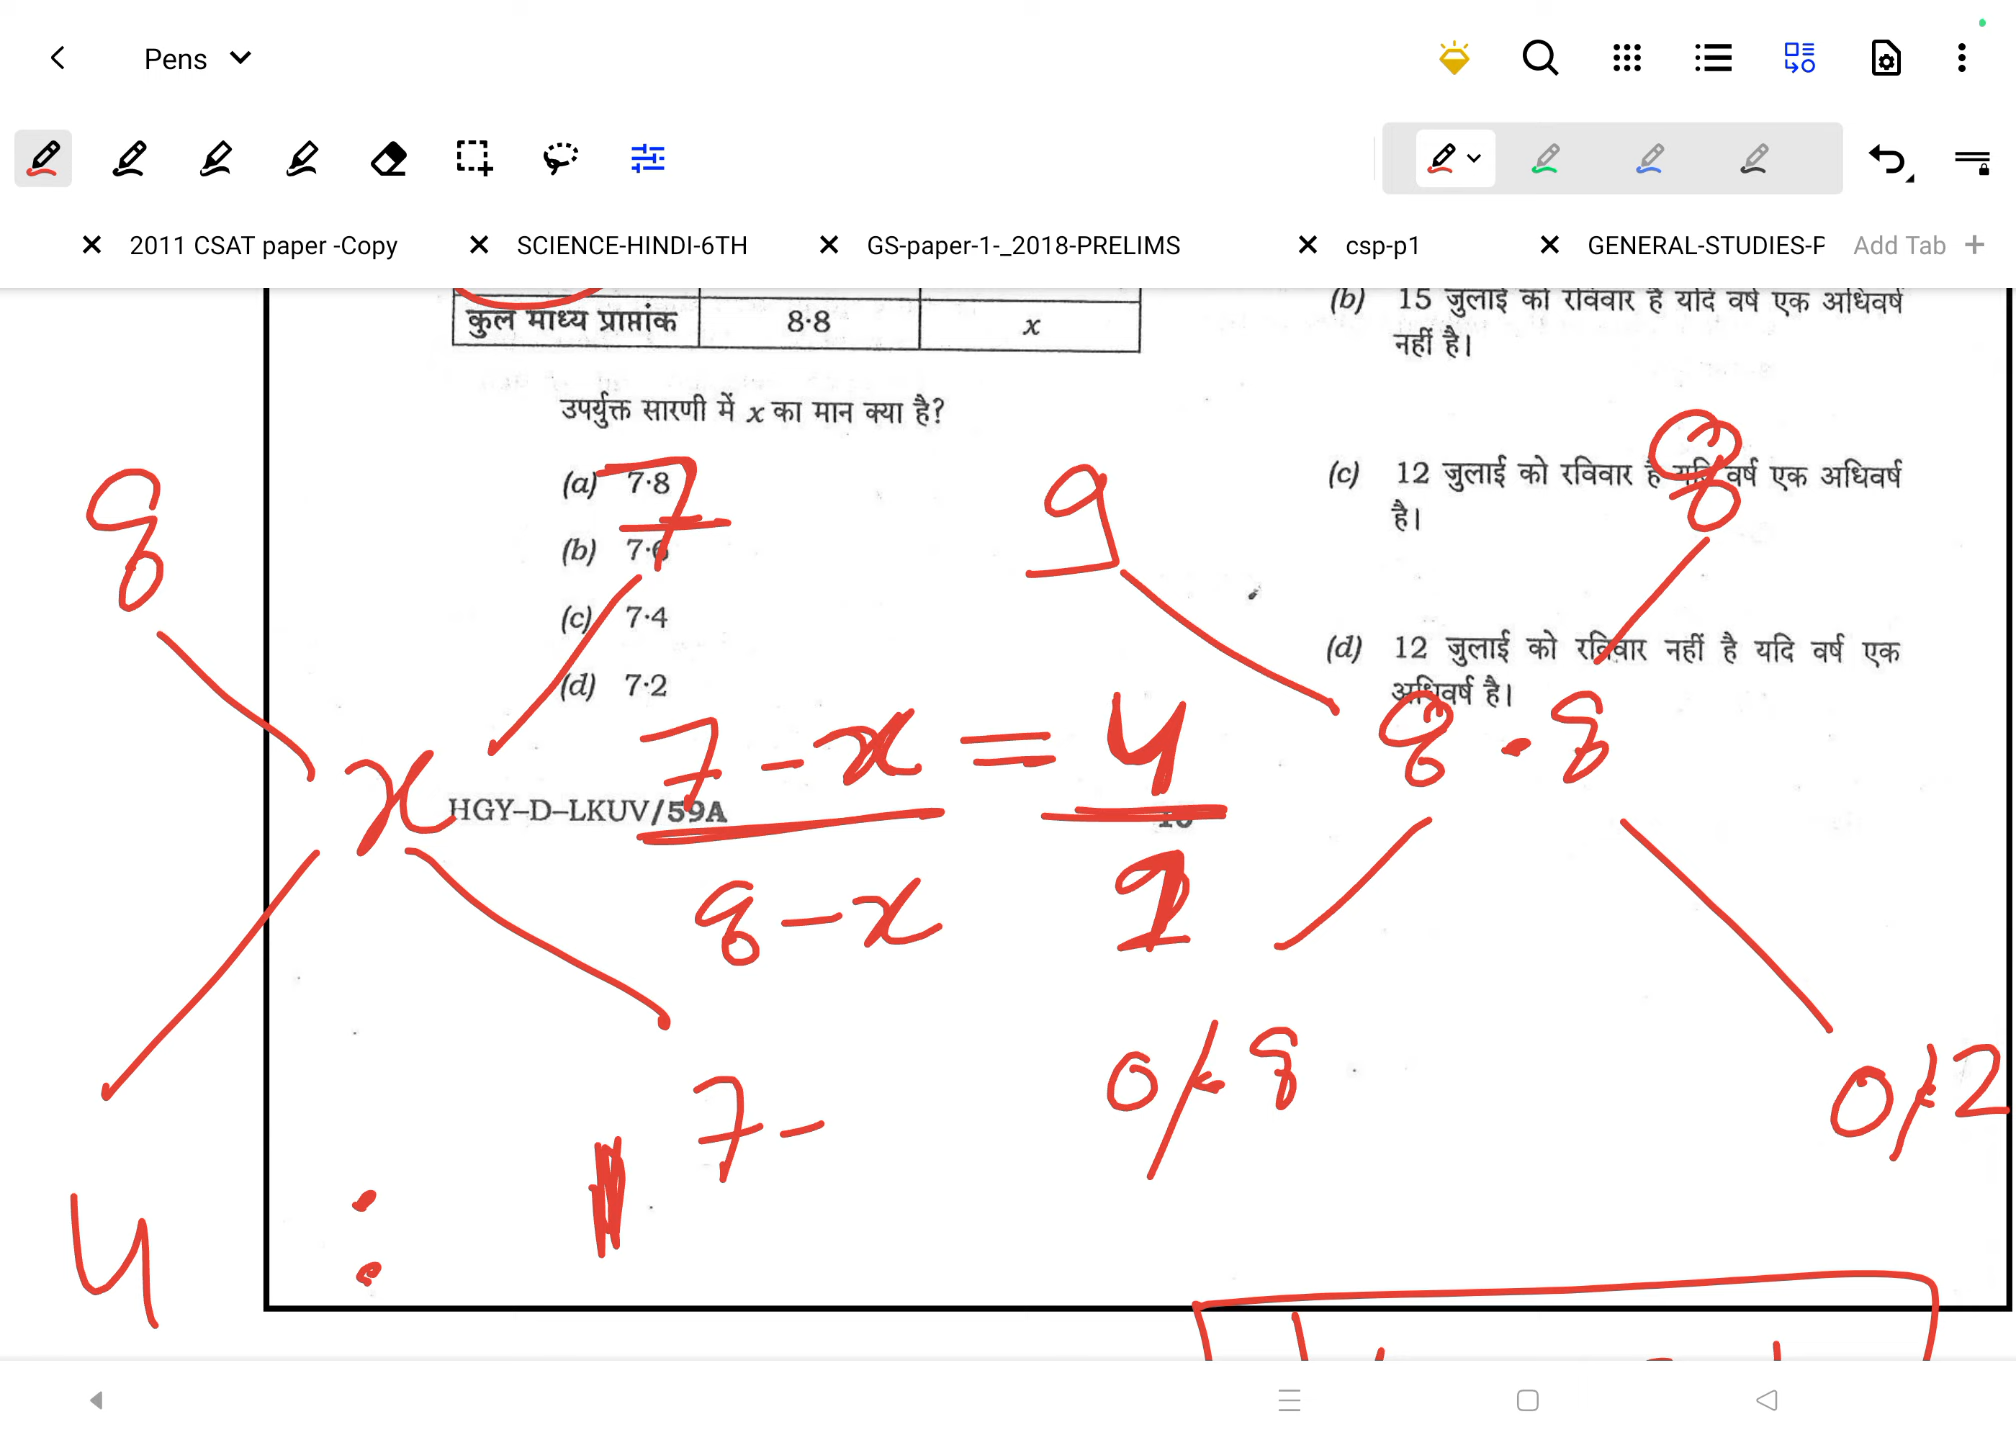 Pens
2011 CSAT paper -Copy
SCIENCE-HINDI-6TH
GS-paper-1-_2018-PRELIMS
csp-p1
GENERAL-STUDIES-P
Add Tab +
कुल माध्य प्राप्तांक 8·8 x
उपर्युक्त सारणी में x का मान क्या है?
(a) 7·8
(b) 7·6
(c) 7·4
(d) 7·2
HGY–D–LKUV/59A
(b) 15 जुलाई को रविवार है यदि वर्ष एक अधिवर्ष
नहीं है।
(c) 12 जुलाई को रविवार है यदि वर्ष एक अधिवर्ष
है।
(d) 12 जुलाई को रविवार नहीं है यदि वर्ष एक
अधिवर्ष है।
8
7
9
8
x
7 - x = 4
8 - x
8.8
7 -
0.8
0.2
4 :